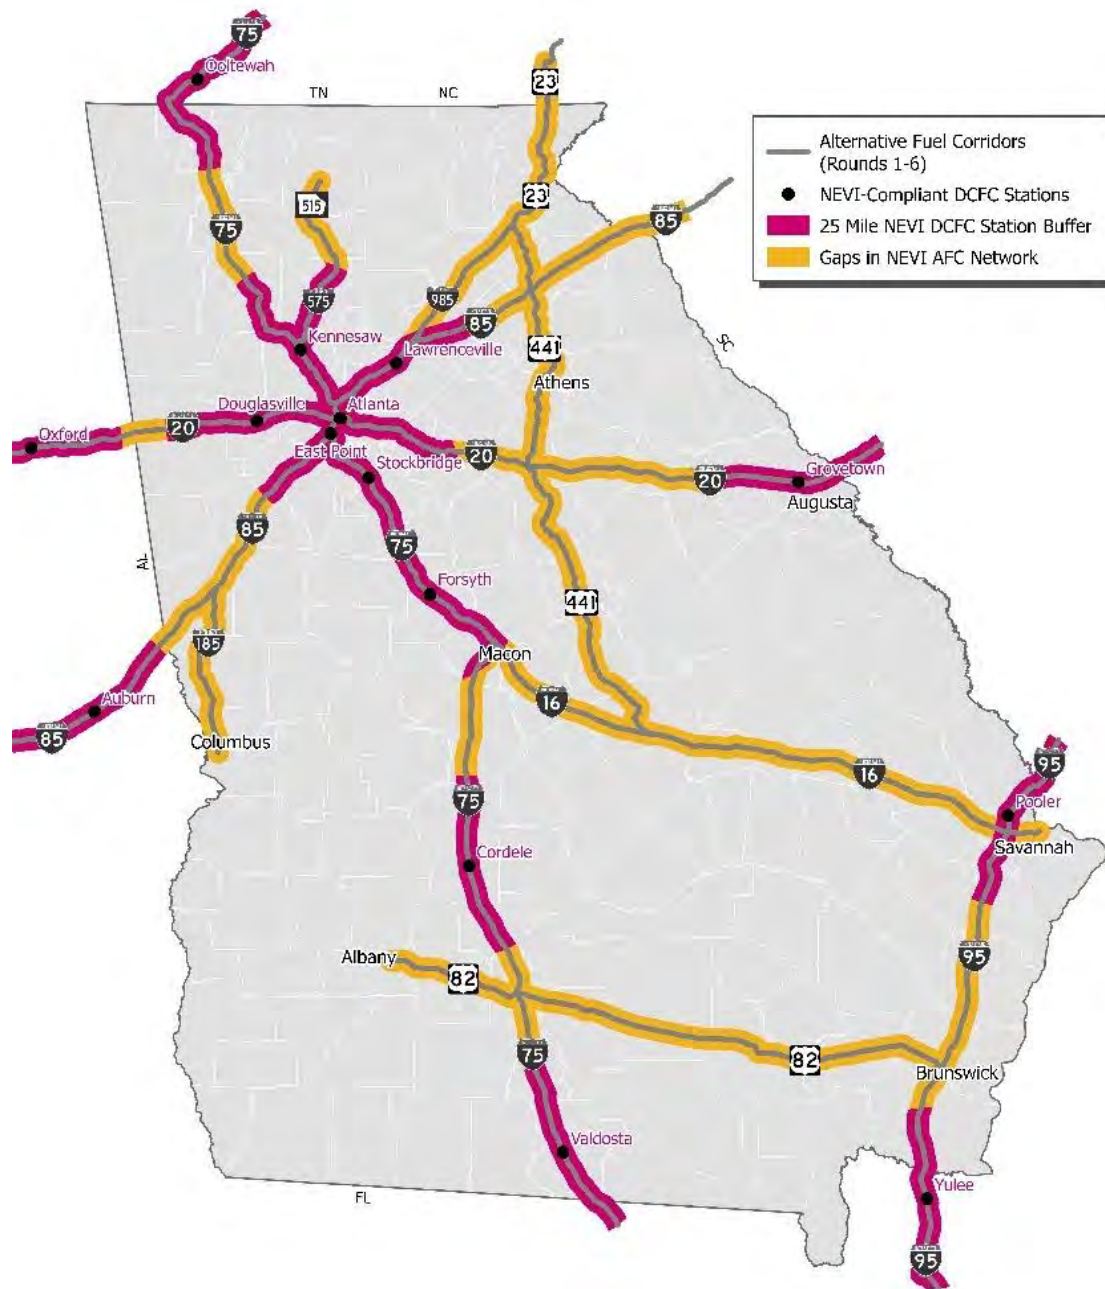 75
Ooltewah
TN
NC
23
Alternative Fuel Corridors
(Rounds 1-6)
NEVI-Compliant DCFC Stations
25 Mile NEVI DCFC Station Buffer
Gaps in NEVI AFC Network
515
23
75
85
575
985
85
Kennesaw
Lawrenceville
441
SC
Athens
Douglasville
Atlanta
20
Oxford
East Point
Stockbridge
20
20
Grovetown
Augusta
85
75
AL
Forsyth
441
185
Macon
16
Auburn
85
Columbus
75
16
95
Pooler
Savannah
Cordele
Albany
82
95
75
82
Brunswick
Valdosta
FL
Yulee
95